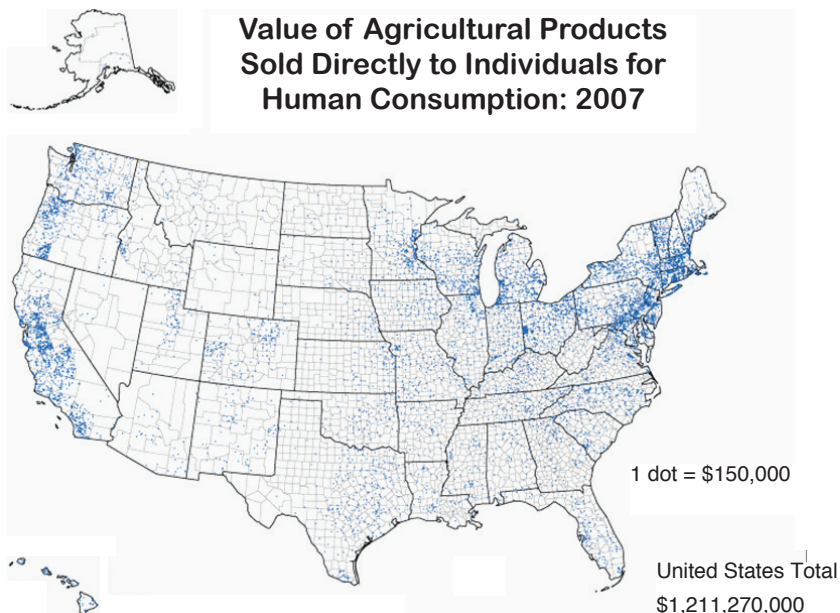 Value of Agricultural Products
Sold Directly to Individuals for
Human Consumption: 2007
1 dot = $150,000
United States Total
$1,211,270,000